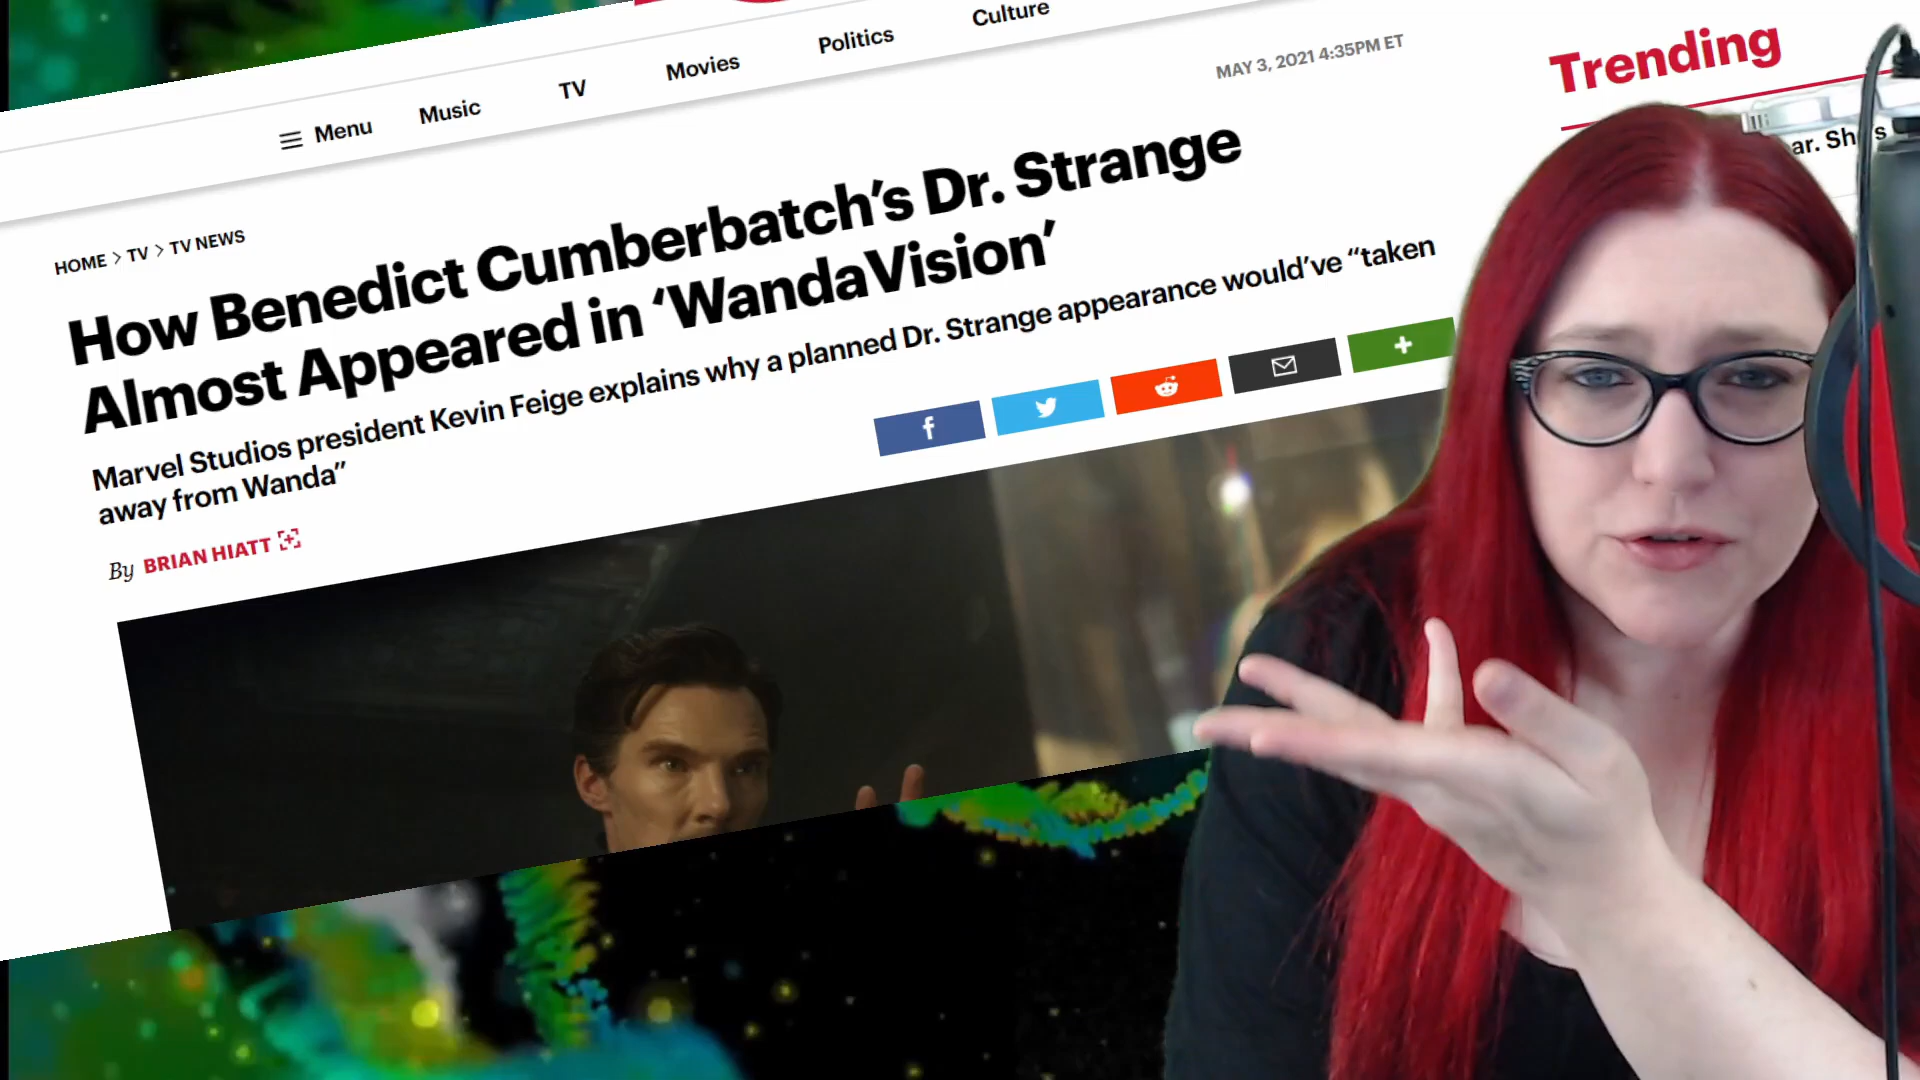 Menu Music TV Movies Politics Culture
MAY 3, 2021 4:35PM ET
Trending
ar. She's
HOME > TV > TV NEWS
How Benedict Cumberbatch’s Dr. Strange
Almost Appeared in ‘WandaVision’
Marvel Studios president Kevin Feige explains why a planned Dr. Strange appearance would’ve “taken
away from Wanda”
By BRIAN HIATT